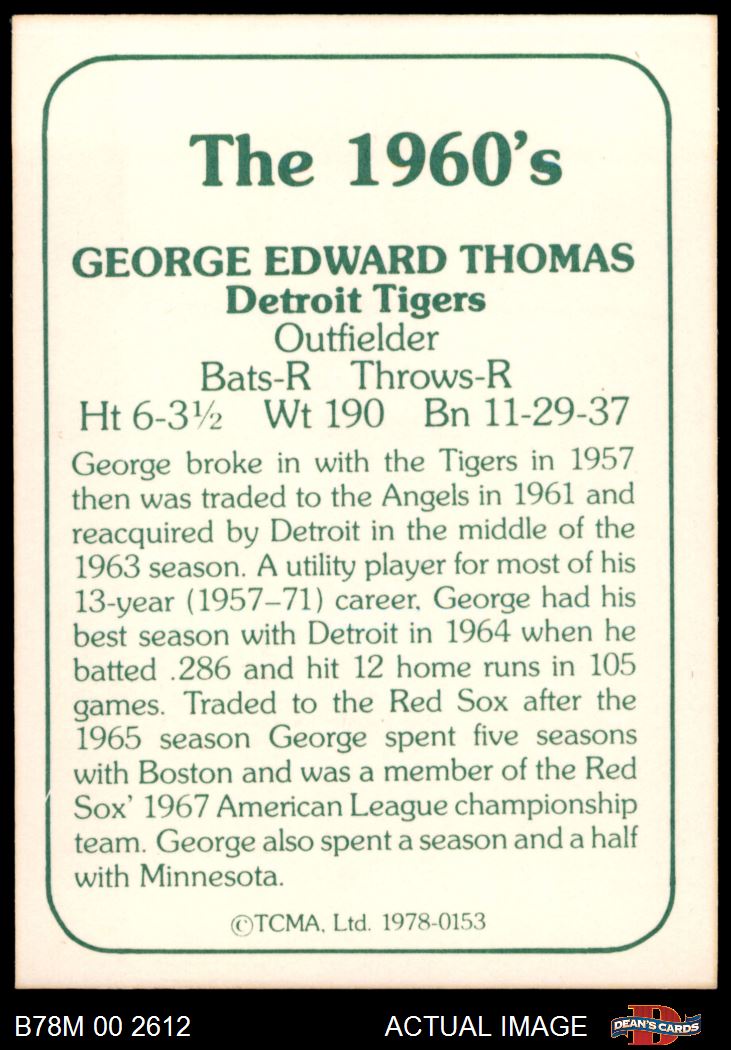 The 1960's
GEORGE EDWARD THOMAS
Detroit Tigers
Outfielder
Bats-R Throws-R
Ht 6-3½ Wt 190 Bn 11-29-37
George broke in with the Tigers in 1957
then was traded to the Angels in 1961 and
reacquired by Detroit in the middle of the
1963 season. A utility player for most of his
13-year (1957–71) career. George had his
best season with Detroit in 1964 when he
batted .286 and hit 12 home runs in 105
games. Traded to the Red Sox after the
1965 season George spent five seasons
with Boston and was a member of the Red
Sox' 1967 American League championship
team. George also spent a season and a half
with Minnesota.
©TCMA, Ltd. 1978-0153
B78M 00 2612 ACTUAL IMAGE
D
DEAN'S CARDS